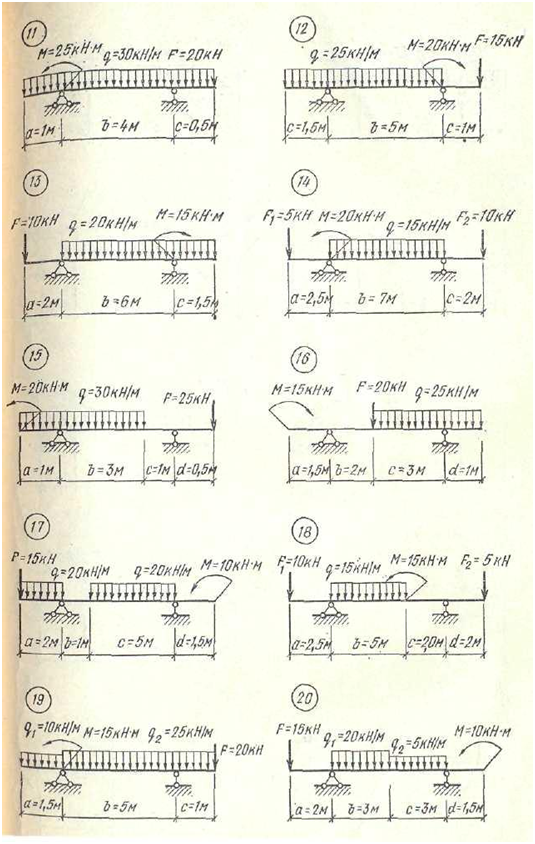 11
M=25кН·м q=30кН/м F=20кН
a=1м b=4м c=0,5м
12
q=25кН/м M=20кН·м F=15кН
c=1,5м b=5м c=1м
13
F=10кН q=20кН/м M=15кН·м
a=2м b=6м c=1,5м
14
F₁=5кН M=20кН·м q=15кН/м F₂=10кН
a=2,5м b=7м c=2м
15
M=20кН·м q=30кН/м F=25кН
a=1м b=3м c=1м d=0,5м
16
M=15кН·м F=20кН q=25кН/м
a=1,5м b=2м c=3м d=1м
17
F=15кН q=20кН/м q=20кН/м M=10кН·м
a=2м b=1м c=5м d=1,5м
18
F₁=10кН q=15кН/м M=15кН·м F₂=5кН
a=2,5м b=5м c=2,0м d=2м
19
q₁=10кН/м M=15кН·м q₂=25кН/м F=20кН
a=1,5м b=5м c=1м
20
F=15кН q₁=20кН/м q₂=5кН/м M=10кН·м
a=2м b=3м c=3м d=1,5м